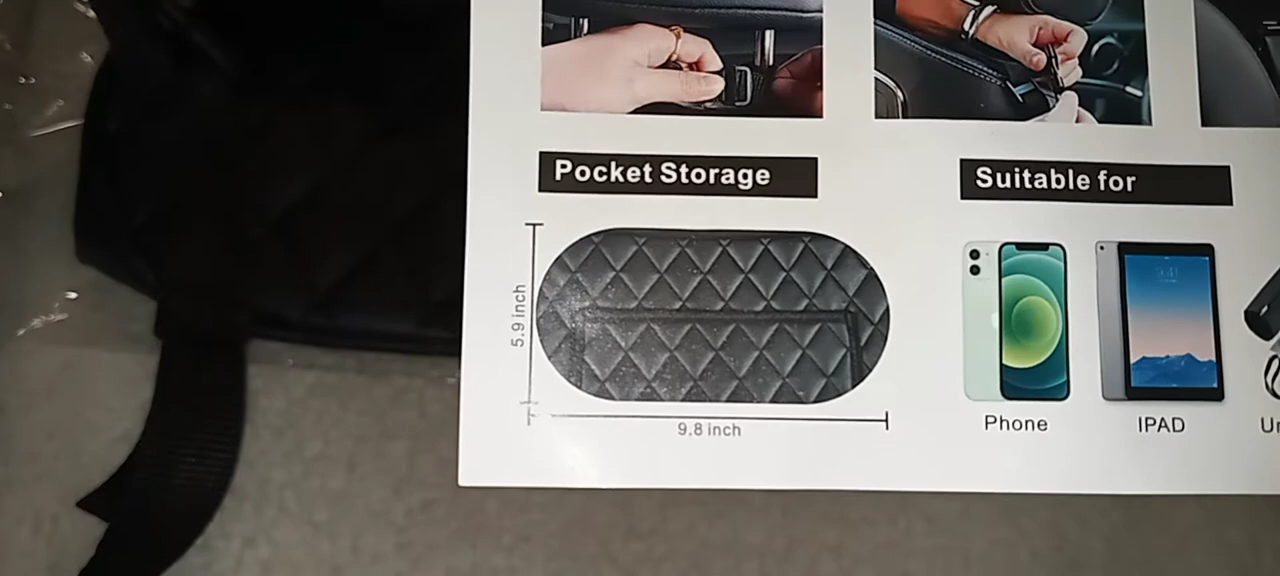 Pocket Storage
Suitable for
5.9 inch
9.8 inch
Phone
IPAD